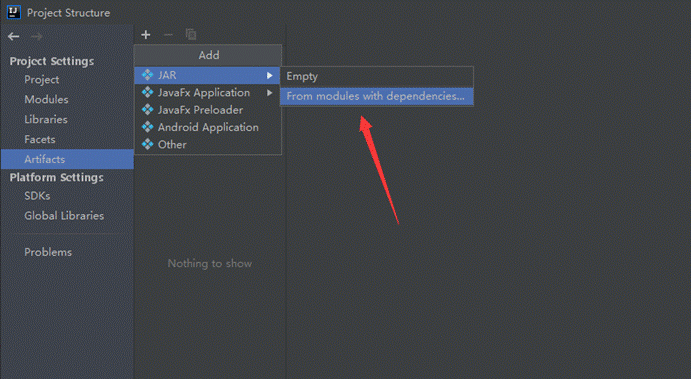 IJ Project Structure
Project Settings
Project
Modules
Libraries
Facets
Artifacts
Platform Settings
SDKs
Global Libraries
Problems
Add
JAR
JavaFx Application
JavaFx Preloader
Android Application
Other
Nothing to show
Empty
From modules with dependencies...